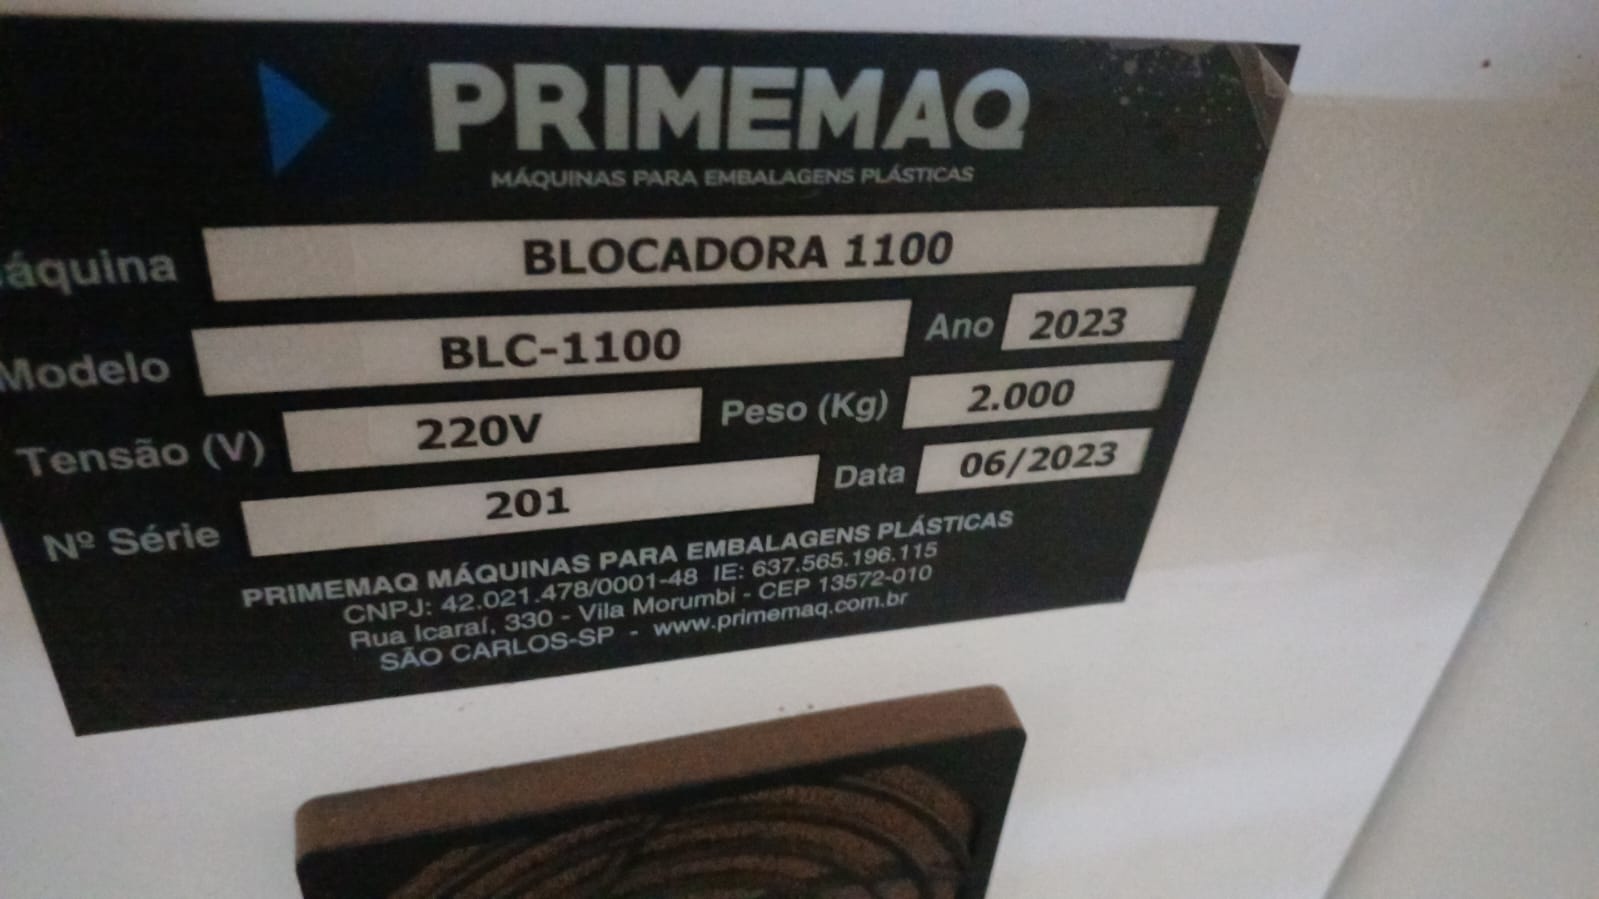 PRIMEMAQ
MÁQUINAS PARA EMBALAGENS PLÁSTICAS
áquina BLOCADORA 1100
Modelo BLC-1100 Ano 2023
Tensão (V) 220V Peso (Kg) 2.000
Nº Série 201 Data 06/2023
PRIMEMAQ MÁQUINAS PARA EMBALAGENS PLÁSTICAS
CNPJ: 42.021.478/0001-48 IE: 637.565.196.115
Rua Icaraí, 330 - Vila Morumbi - CEP 13572-010
SÃO CARLOS-SP - www.primemaq.com.br